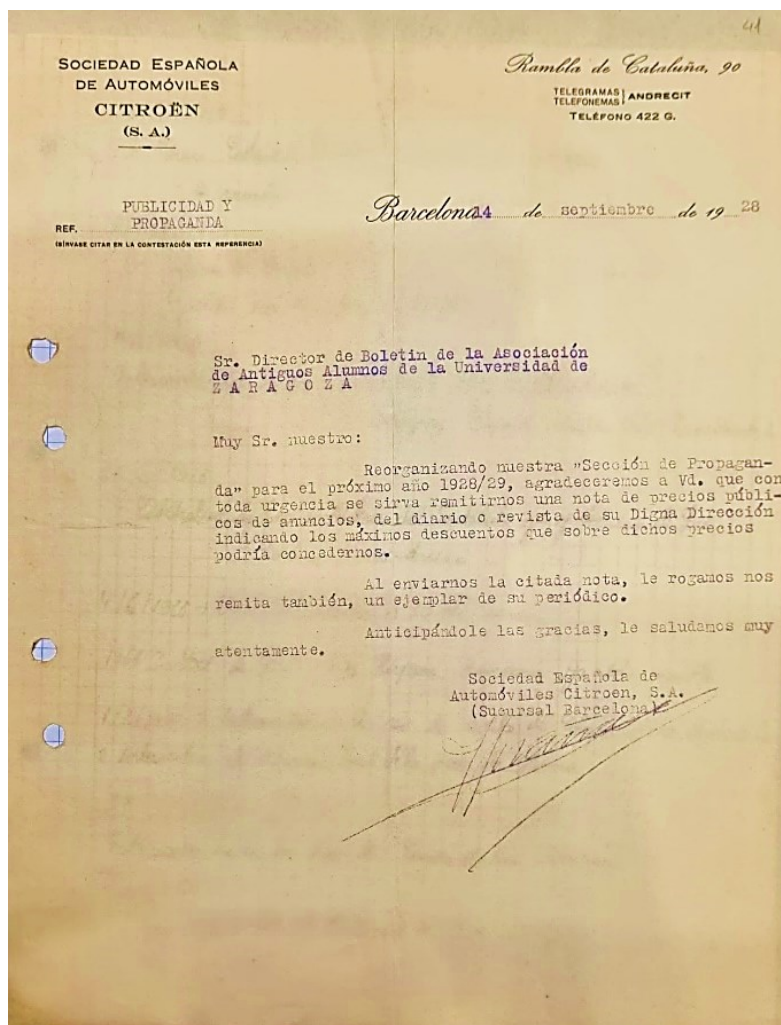 41
SOCIEDAD ESPAÑOLA
DE AUTOMÓVILES
CITROËN
(S. A.)
Rambla de Cataluña, 90
TELEGRAMAS
TELEFONEMAS ANDRECIT
TELÉFONO 422 G.
REF. PUBLICIDAD Y
PROPAGANDA
(SÍRVASE CITAR EN LA CONTESTACIÓN ESTA REFERENCIA)
Barcelona 14 de septiembre de 19 28
Sr. Director de Boletin de la Asociación
de Antiguos Alumnos de la Universidad de
Z A R A G O Z A
Muy Sr. nuestro:
Reorganizando nuestra "Sección de Propagan-
da" para el próximo año 1928/29, agradeceremos a Vd. que con
toda urgencia se sirva remitirnos una nota de precios públi-
cos de anuncios, del diario o revista de su Digna Dirección
indicando los máximos descuentos que sobre dichos precios
podría concedernos.
Al enviarnos la citada nota, le rogamos nos
remita también, un ejemplar de su periódico.
Anticipándole las gracias, le saludamos muy
atentamente.
Sociedad Española de
Automóviles Citroen, S.A.
(Sucursal Barcelona)